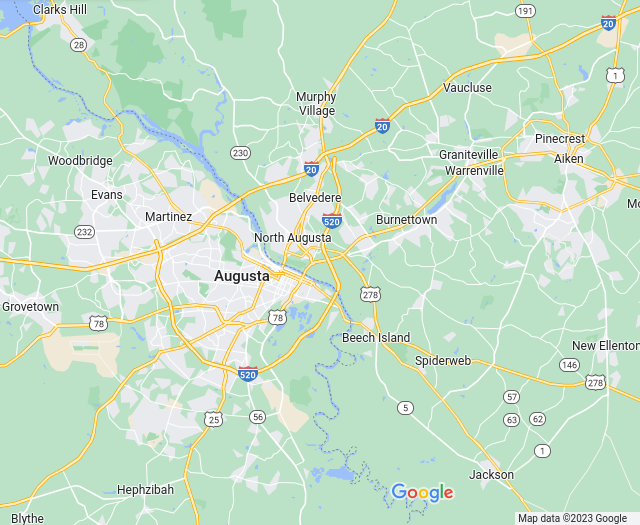 Clarks Hill
191
20
28
1
Vaucluse
Murphy
Village
20
Pinecrest
230
Graniteville
Aiken
Woodbridge
20
Warrenville
Evans
Belvedere
Mo
Martinez
520
Burnettown
232
North Augusta
Augusta
278
Grovetown
78
78
Beech Island
New Ellenton
Spiderweb
146
520
278
57
5
25
56
63
62
1
Jackson
Hephzibah
Google
Blythe
Map data ©2023 Google